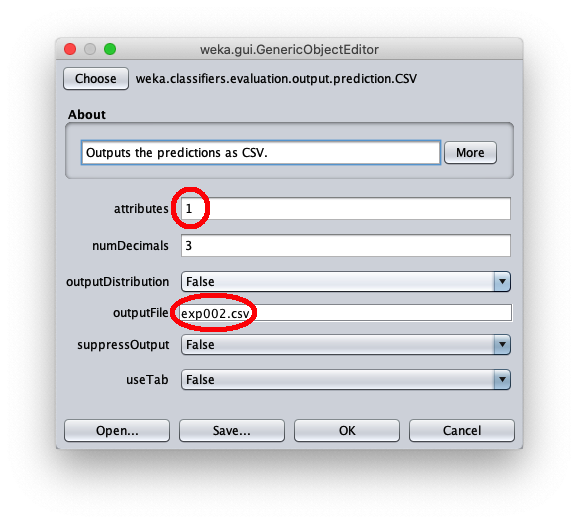 weka.gui.GenericObjectEditor
Choose weka.classifiers.evaluation.output.prediction.CSV
About
Outputs the predictions as CSV. More
attributes 1
numDecimals 3
outputDistribution False
outputFile exp002.csv
suppressOutput False
useTab False
Open... Save... OK Cancel